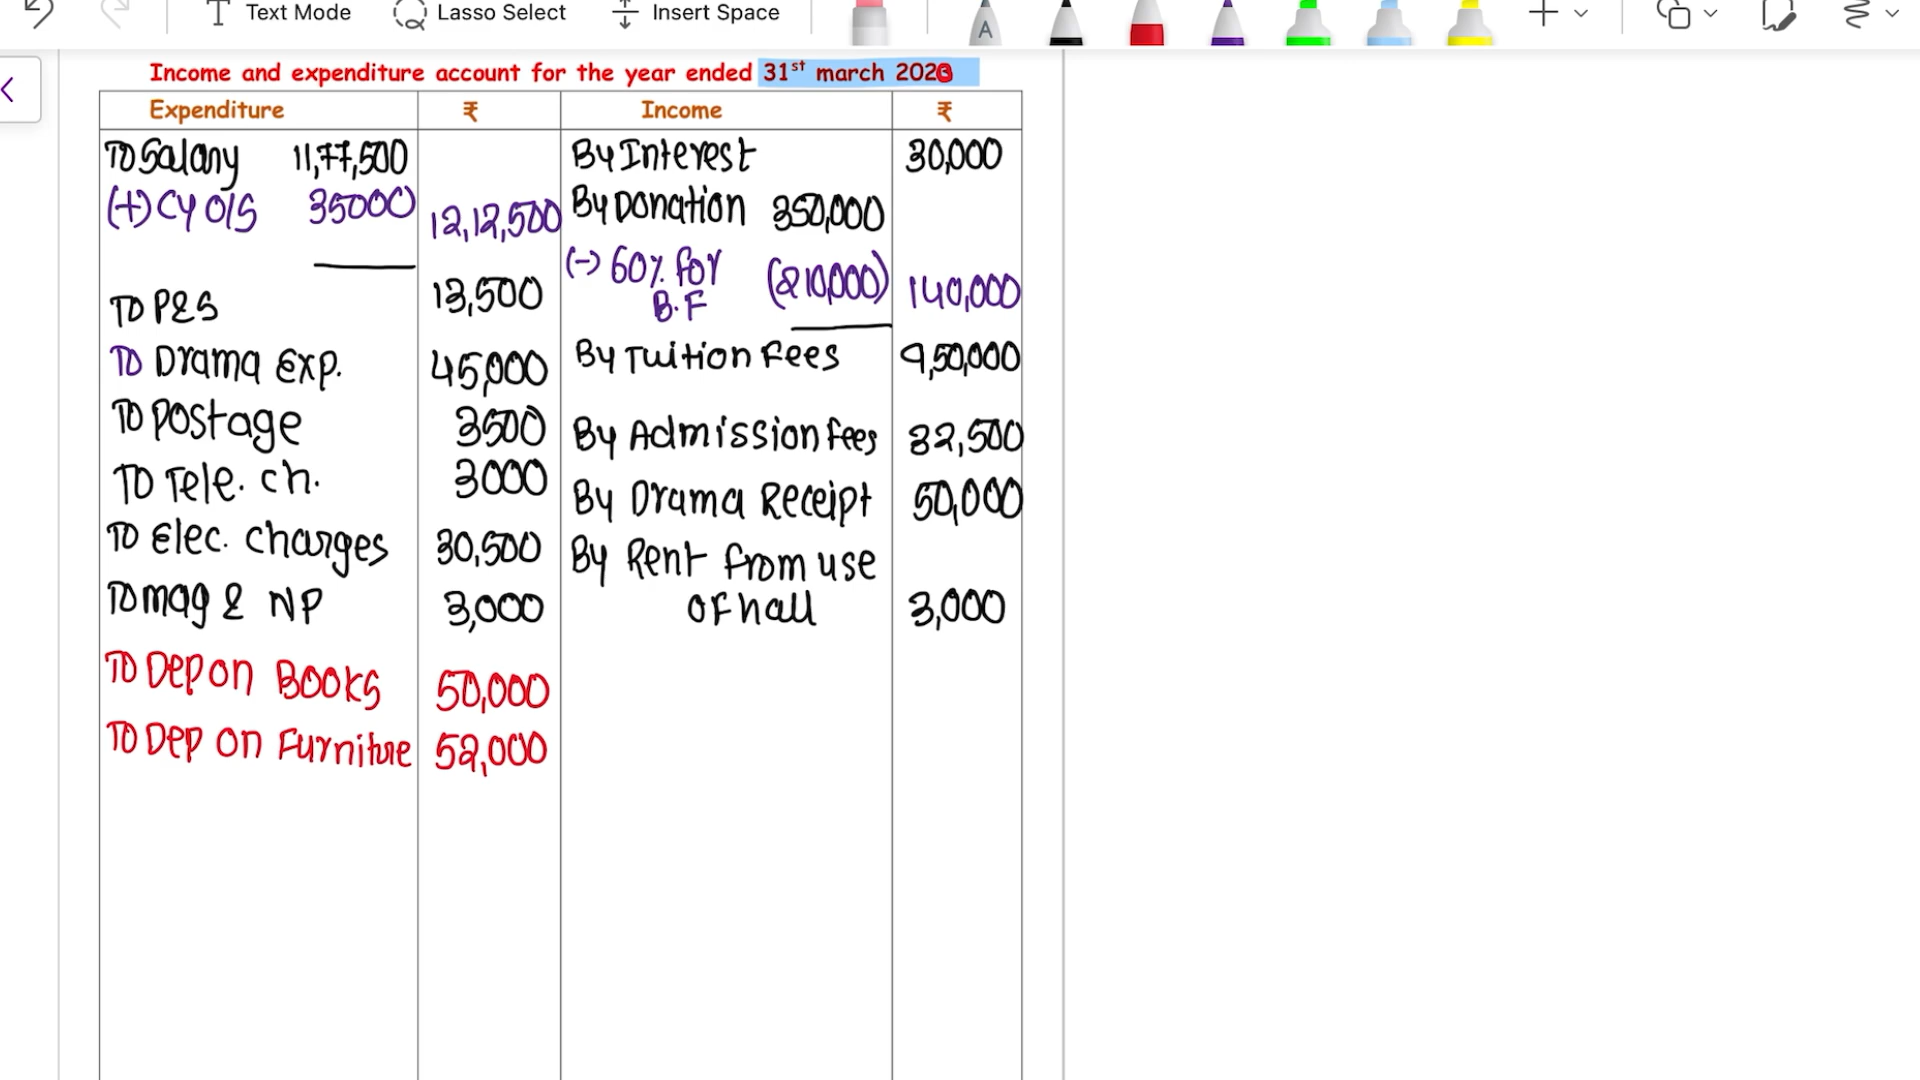 Text Mode Lasso Select Insert Space
A
Income and expenditure account for the year ended 31st march 2023
Expenditure ₹ Income ₹
To Salary 11,77,500
(+) CY O/S 35000 12,12,500
To P&S 13,500
To Drama Exp. 45,000
To Postage 3500
To Tele. ch. 3000
To Elec. charges 30,500
To mag & NP 3,000
To Dep on Books 50,000
To Dep on Furniture 52,000
By Interest 30,000
By Donation 350,000
(-) 60% for (210,000) 140,000
B.F
By Tuition Fees 9,50,000
By Admission fees 32,500
By Drama Receipt 50,000
By Rent from use
of hall 3,000